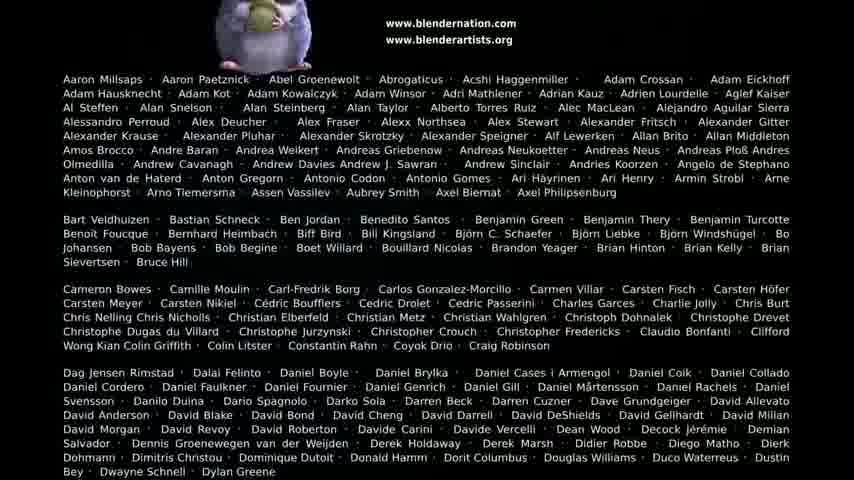 www.blendernation.com
www.blenderartists.org
Aaron Millsaps · Aaron Paetznick · Abel Groenewolt · Abrogaticus · Acshi Haggenmiller · Adam Crossan · Adam Eickhoff
Adam Hausknecht · Adam Kot · Adam Kowalczyk · Adam Winsor · Adri Mathlener · Adrian Kauz · Adrien Lourdelle · Aglef Kaiser
Al Steffen · Alan Snelson · Alan Steinberg · Alan Taylor · Alberto Torres Ruiz · Alec MacLean · Alejandro Aguilar Sierra
Alessandro Perroud · Alex Deucher · Alex Fraser · Alexx Northsea · Alex Stewart · Alexander Fritsch · Alexander Gitter
Alexander Krause · Alexander Pluhar · Alexander Skrotzky · Alexander Speigner · Alf Lewerken · Allan Brito · Allan Middleton
Amos Brocco · Andre Baran · Andrea Weikert · Andreas Griebenow · Andreas Neukoetter · Andreas Neus · Andreas Ploß Andres
Olmedilla · Andrew Cavanagh · Andrew Davies Andrew J. Sawran · Andrew Sinclair · Andries Koorzen · Angelo de Stephano
Anton van de Haterd · Anton Gregorn · Antonio Codon · Antonio Gomes · Ari Häyrinen · Ari Henry · Armin Strobl · Arne
Kleinophorst · Arno Tiemersma · Assen Vassilev · Aubrey Smith · Axel Biernat · Axel Philipsenburg
Bart Veldhuizen · Bastian Schneck · Ben Jordan · Benedito Santos · Benjamin Green · Benjamin Thery · Benjamin Turcotte
Benoît Foucque · Bernhard Heimbach · Biff Bird · Bill Kingsland · Björn C. Schaefer · Björn Liebke · Björn Windshügel · Bo
Johansen · Bob Bayens · Bob Begine · Boet Willard · Bouillard Nicolas · Brandon Yeager · Brian Hinton · Brian Kelly · Brian
Sievertsen · Bruce Hill
Cameron Bowes · Camille Moulin · Carl-Fredrik Borg · Carlos Gonzalez-Morcillo · Carmen Villar · Carsten Fisch · Carsten Höfer
Carsten Meyer · Carsten Nikiel · Cédric Boufflers · Cedric Drolet · Cedric Passerini · Charles Garces · Charlie Jolly · Chris Burt
Chris Nelling Chris Nicholls · Christian Elberfeld · Christian Metz · Christian Wahlgren · Christoph Dohnalek · Christophe Drevet
Christophe Dugas du Villard · Christophe Jurzynski · Christopher Crouch · Christopher Fredericks · Claudio Bonfanti · Clifford
Wong Kian Colin Griffith · Colin Litster · Constantin Rahn · Coyok Drio · Craig Robinson
Dag Jensen Rimstad · Dalai Felinto · Daniel Boyle · Daniel Brylka · Daniel Cases i Armengol · Daniel Coik · Daniel Collado
Daniel Cordero · Daniel Faulkner · Daniel Fournier · Daniel Genrich · Daniel Gill · Daniel Mårtensson · Daniel Rachels · Daniel
Svensson · Danilo Duina · Dario Spagnolo · Darko Sola · Darren Beck · Darren Cuzner · Dave Grundgeiger · David Allevato
David Anderson · David Blake · David Bond · David Cheng · David Darrell · David DeShields · David Gellhardt · David Milian
David Morgan · David Revoy · David Roberton · Davide Carini · Davide Vercelli · Dean Wood · Decock Jérémie · Demian
Salvador · Dennis Groenewegen van der Weijden · Derek Holdaway · Derek Marsh · Didier Robbe · Diego Matho · Dierk
Dohmann · Dimitris Christou · Dominique Dutoit · Donald Hamm · Dorit Columbus · Douglas Williams · Duco Waterreus · Dustin
Bey · Dwayne Schnell · Dylan Greene